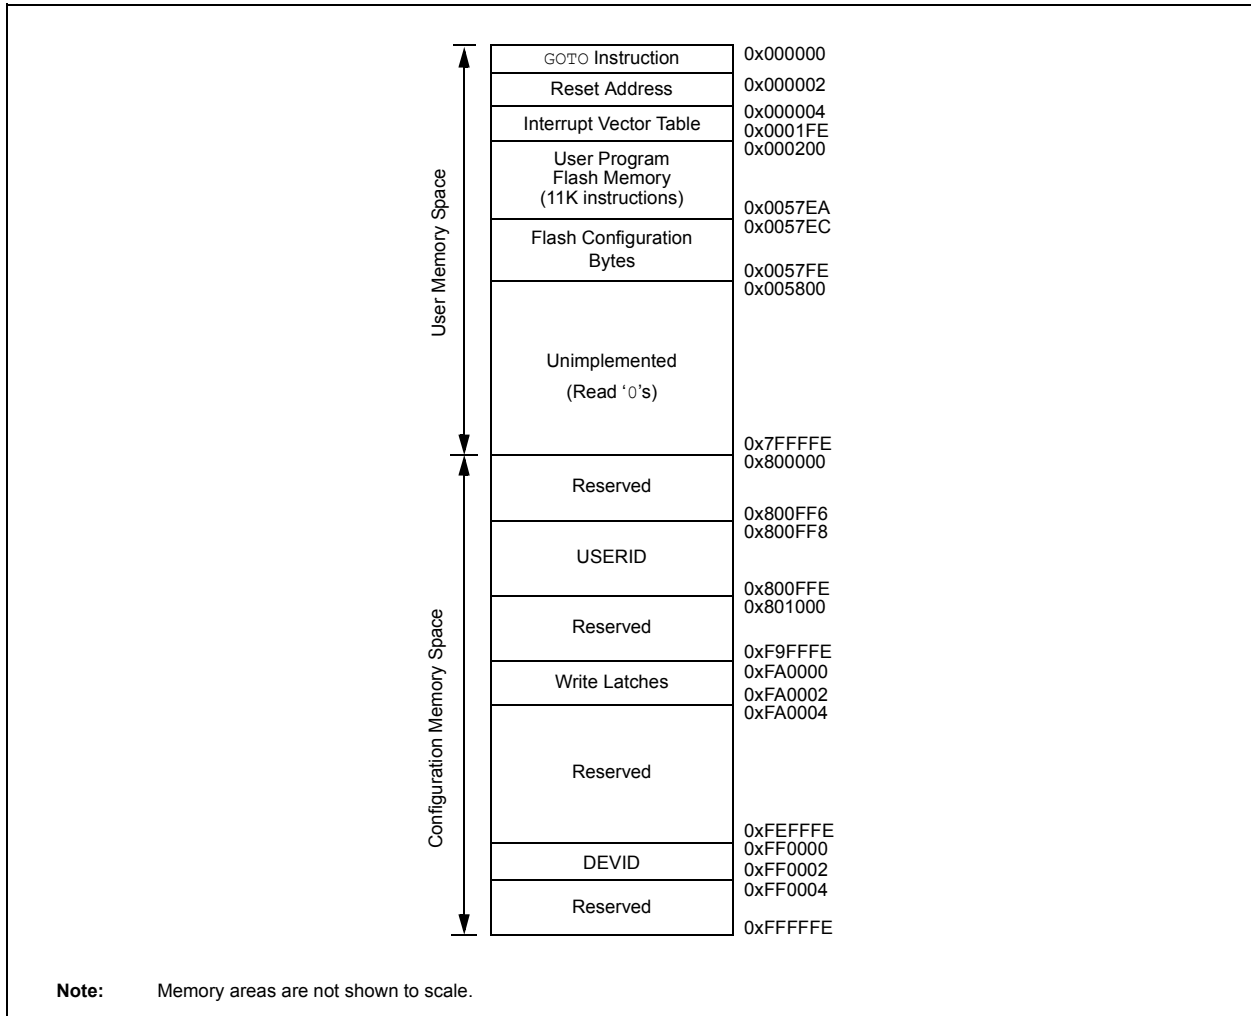 GOTO Instruction
0x000000
Reset Address
0x000002
Interrupt Vector Table
0x000004
0x0001FE
User Program
Flash Memory
(11K instructions)
0x000200
0x0057EA
Flash Configuration
Bytes
0x0057EC
0x0057FE
Unimplemented
(Read ‘0’s)
0x005800
0x7FFFFE
User Memory Space
Reserved
0x800000
0x800FF6
USERID
0x800FF8
0x800FFE
Reserved
0x801000
0xF9FFFE
Write Latches
0xFA0000
0xFA0002
Reserved
0xFA0004
0xFEFFFE
DEVID
0xFF0000
0xFF0002
Reserved
0xFF0004
0xFFFFFE
Configuration Memory Space
Note: Memory areas are not shown to scale.